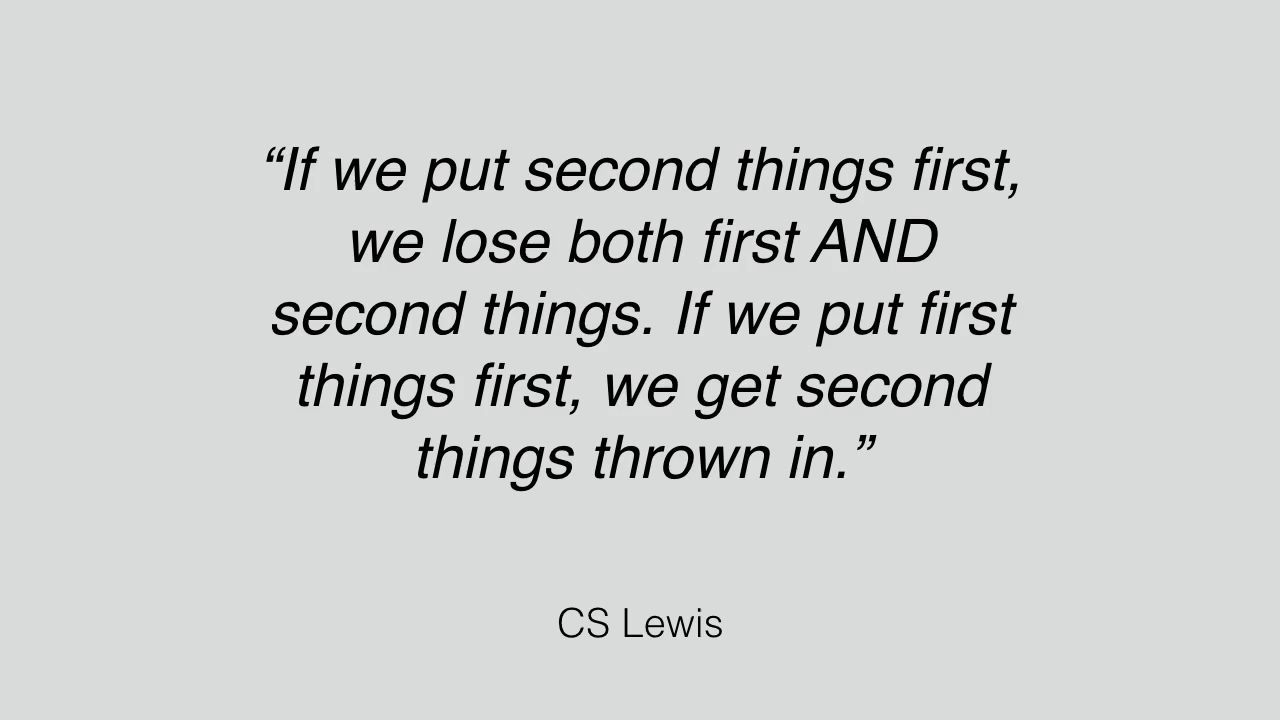 “If we put second things first,
we lose both first AND
second things. If we put first
things first, we get second
things thrown in.”
CS Lewis